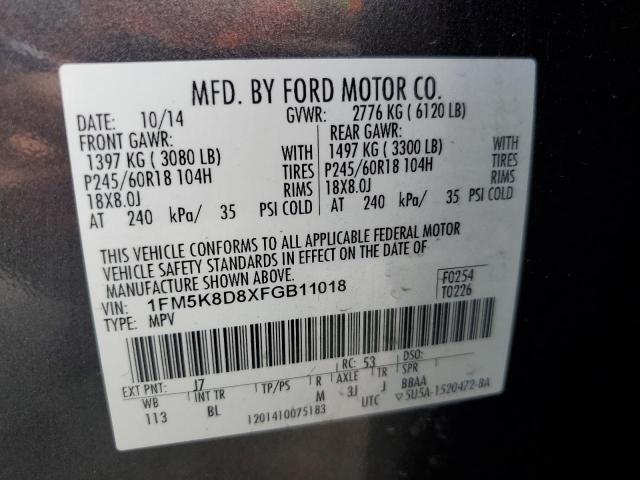 MFD. BY FORD MOTOR CO.
DATE: 10/14 GVWR: 2776 KG ( 6120 LB)
FRONT GAWR: REAR GAWR:
1397 KG ( 3080 LB) WITH 1497 KG ( 3300 LB) WITH
P245/60R18 104H TIRES P245/60R18 104H TIRES
18X8.0J RIMS 18X8.0J RIMS
AT 240 kPa/ 35 PSI COLD AT 240 kPa/ 35 PSI COLD
THIS VEHICLE CONFORMS TO ALL APPLICABLE FEDERAL MOTOR
VEHICLE SAFETY STANDARDS IN EFFECT ON THE DATE OF
MANUFACTURE SHOWN ABOVE.
VIN: 1FM5K8D8XFGB11018 F0254
TYPE: MPV T0226
EXT PNT: J7 RC: 53 DSO:
WB INT TR TP/PS R AXLE TR SPR
113 BL M 3J J BBAA
1201410075183 UTC ▽5U5A-1520472-BA